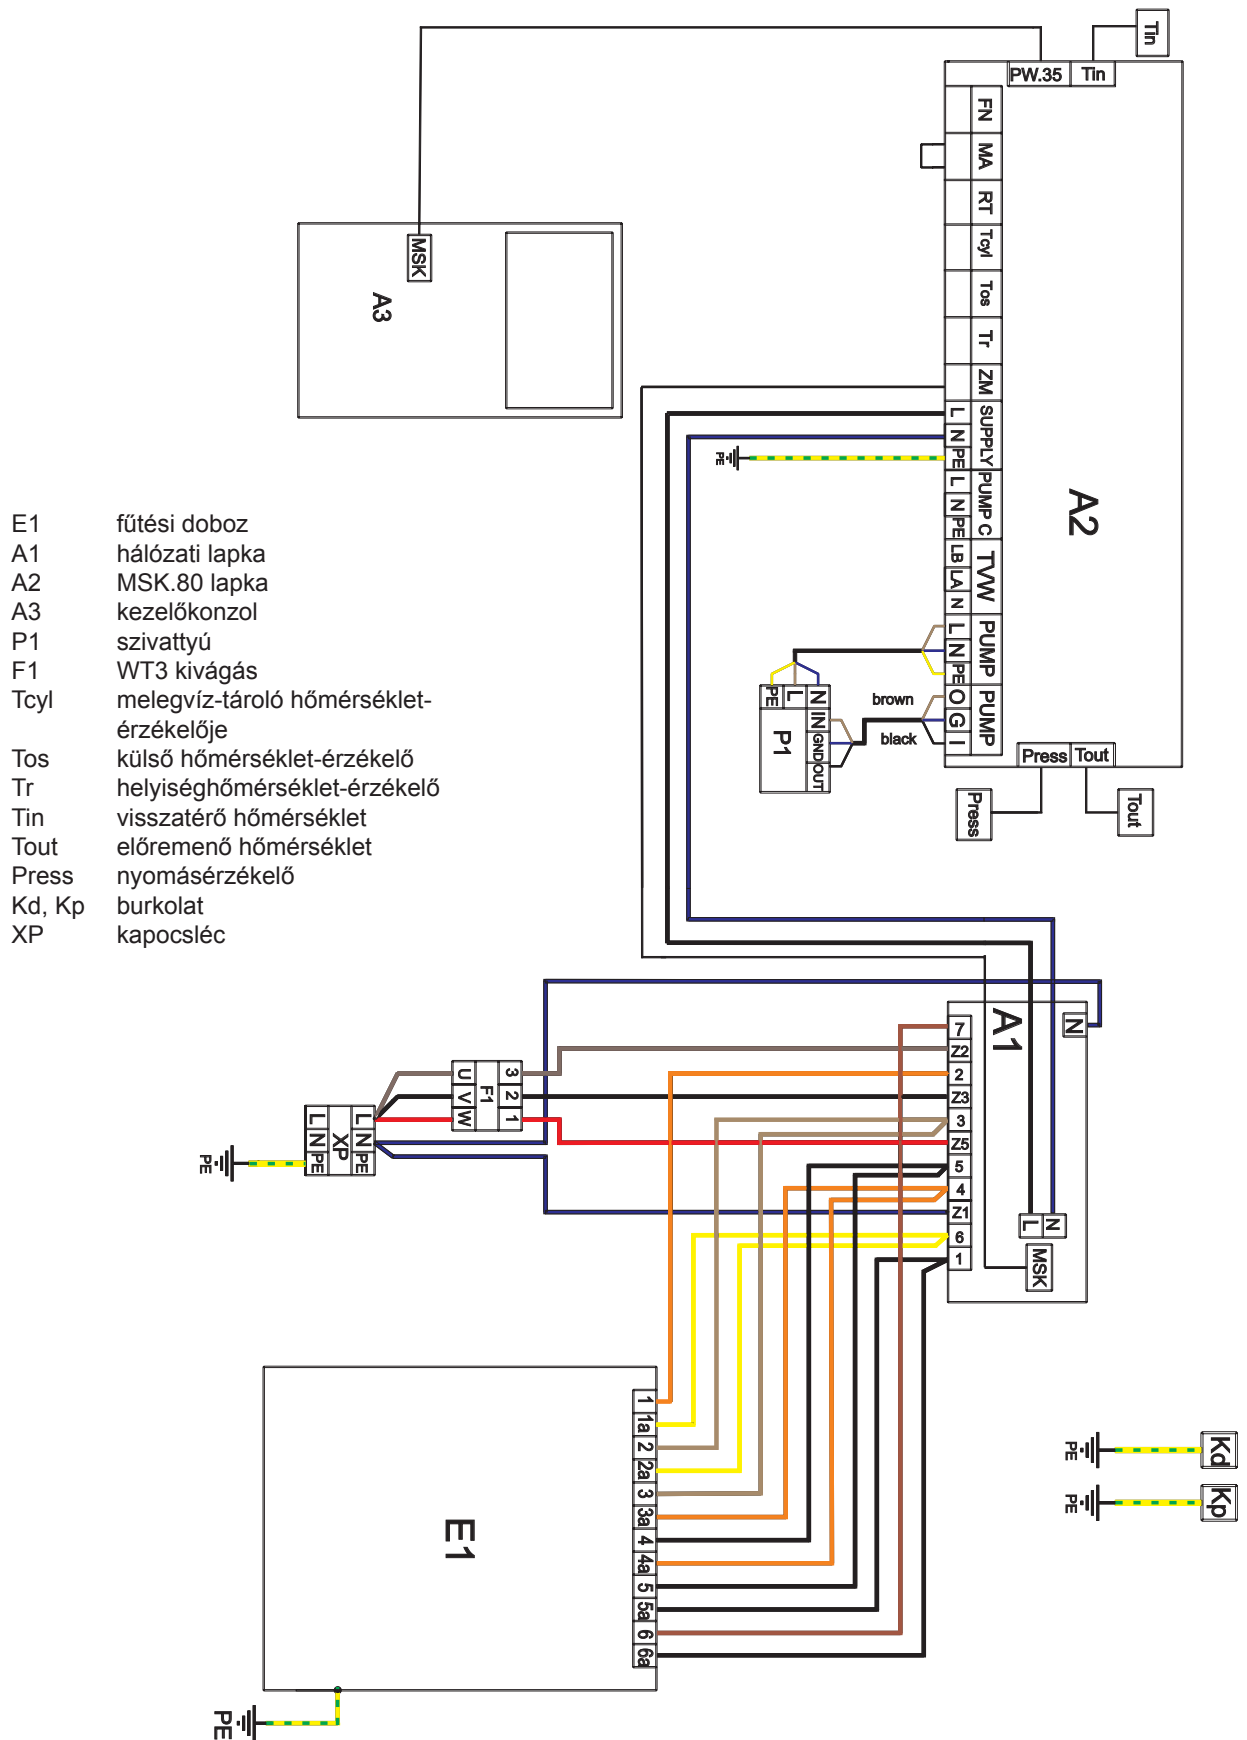 Tin
PW.35 Tin
FN
MA
RT
Tcyl
Tos
Tr
ZM
SUPPLY
L
N
PE
PUMP C
L
N
PE
TVW
LB
LA
N
PUMP
L
N
PE
PUMP
O
G
I
A2
Press Tout
Press
Tout
MSK
A3
PE
brown
black
PE L N
IN GND OUT
P1
E1 fűtési doboz
A1 hálózati lapka
A2 MSK.80 lapka
A3 kezelőkonzol
P1 szivattyú
F1 WT3 kivágás
Tcyl melegvíz-tároló hőmérséklet-
érzékelője
Tos külső hőmérséklet-érzékelő
Tr helyiséghőmérséklet-érzékelő
Tin visszatérő hőmérséklet
Tout előremenő hőmérséklet
Press nyomásérzékelő
Kd, Kp burkolat
XP kapocsléc
A1
N
7
Z2
2
Z3
3
Z5
5
4
Z1
6
1
L N
MSK
U V W
F1
3 2 1
L N PE
XP
L N PE
PE
1
1a
2
2a
3
3a
4
4a
5
5a
6
6a
E1
PE
Kd
PE
Kp
PE